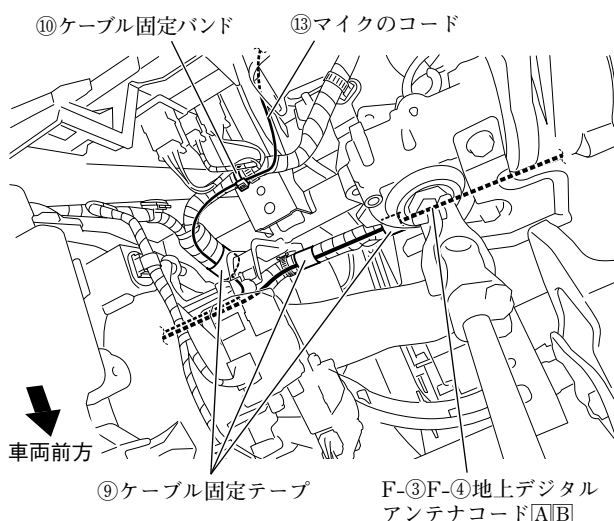 ⑩ケーブル固定バンド
⑬マイクのコード
車両前方
⑨ケーブル固定テープ
F-③F-④地上デジタル
アンテナコードAB